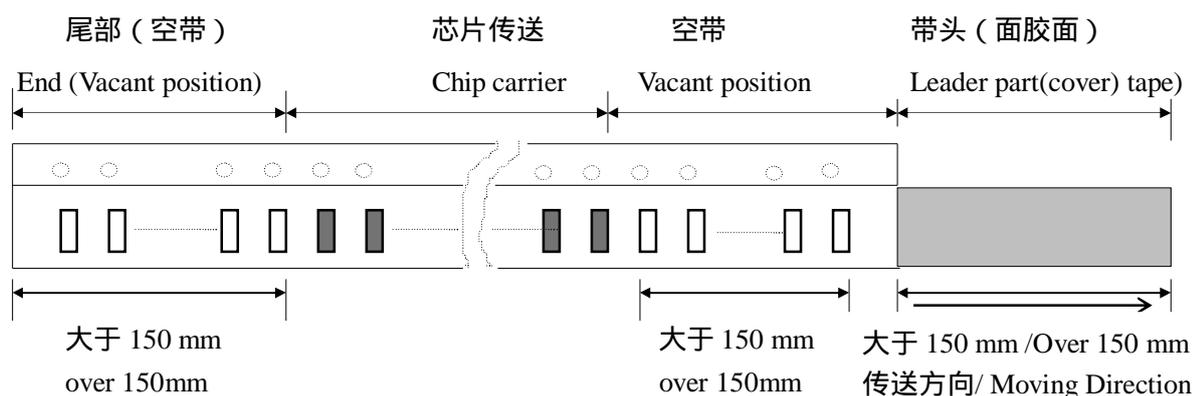 尾部（空带） 芯片传送 空带 带头（面胶面）
End (Vacant position) Chip carrier Vacant position Leader part(cover) tape)
大于 150 mm 大于 150 mm 大于 150 mm /Over 150 mm
over 150mm over 150mm 传送方向/ Moving Direction